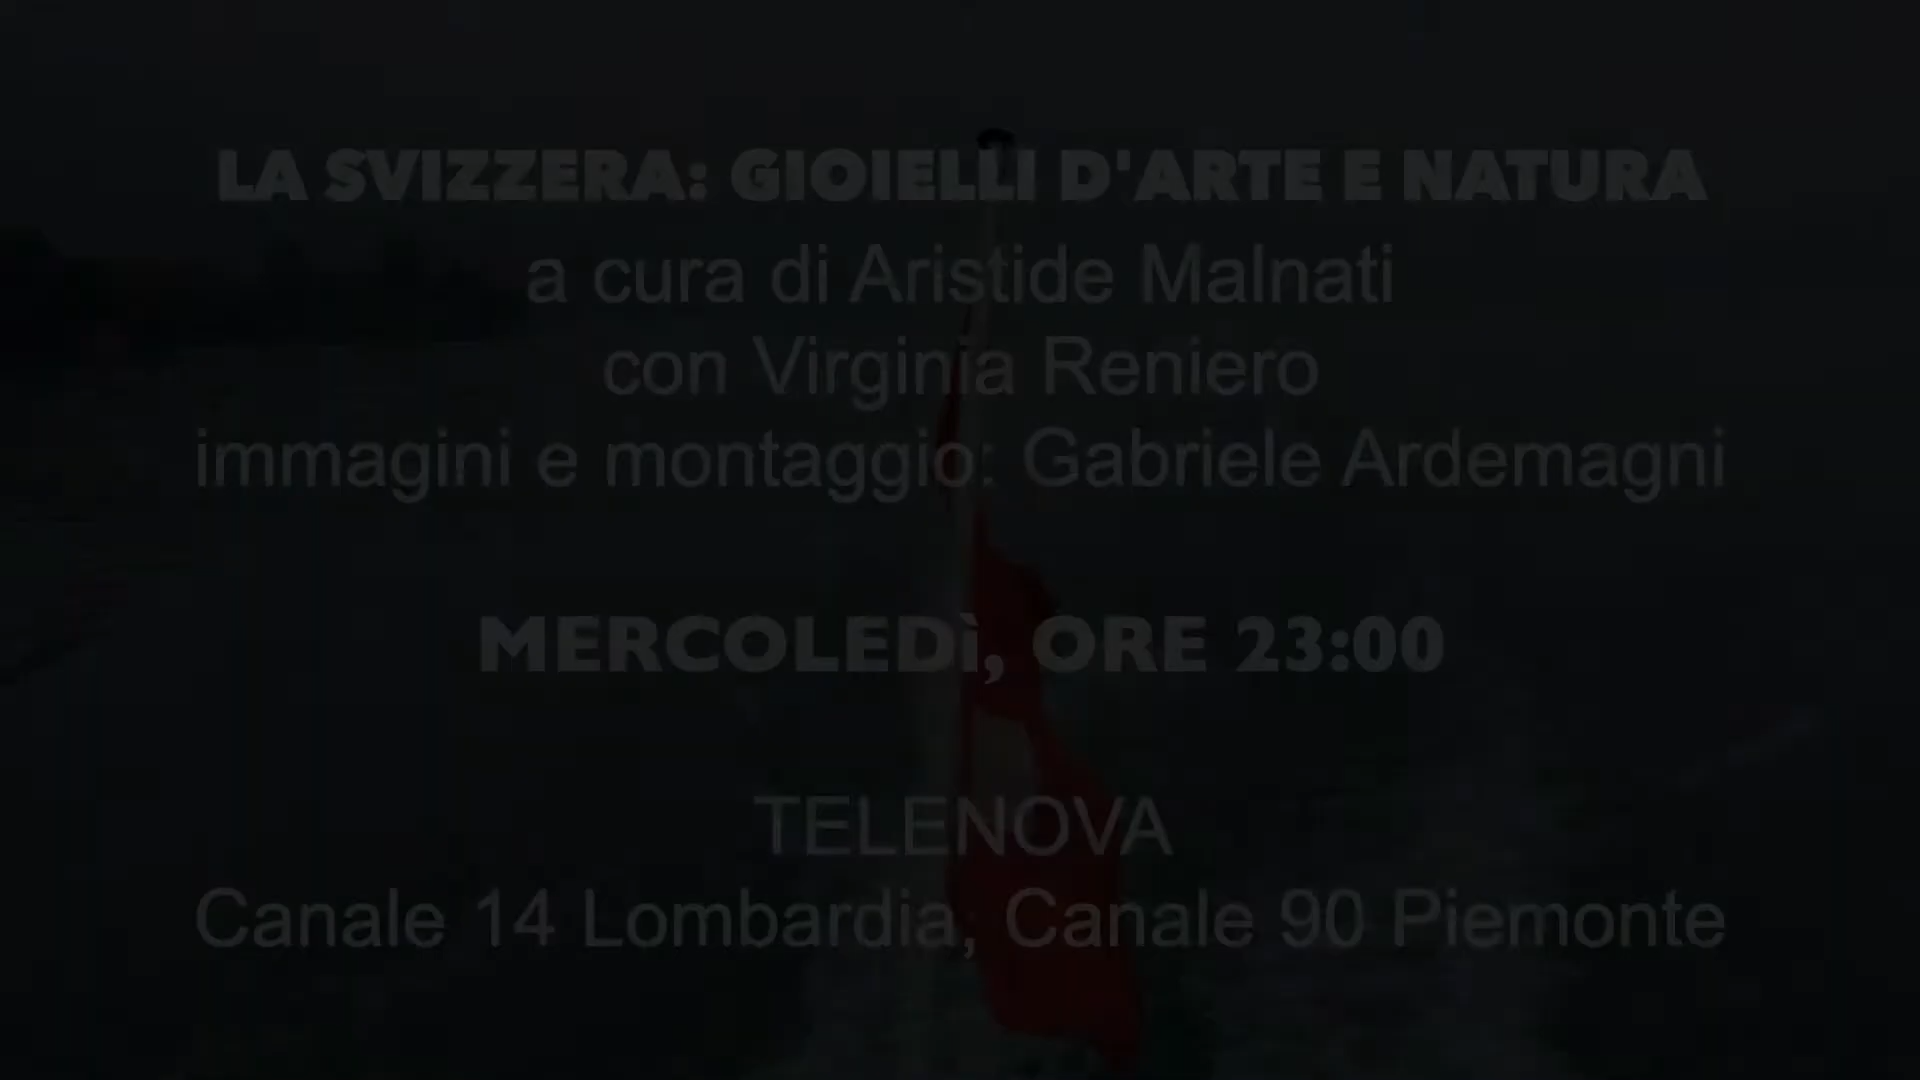 LA SVIZZERA: GIOIELLI D'ARTE E NATURA
a cura di Aristide Malnati
con Virginia Reniero
immagini e montaggio: Gabriele Ardemagni
MERCOLEDì, ORE 23:00
TELENOVA
Canale 14 Lombardia; Canale 90 Piemonte